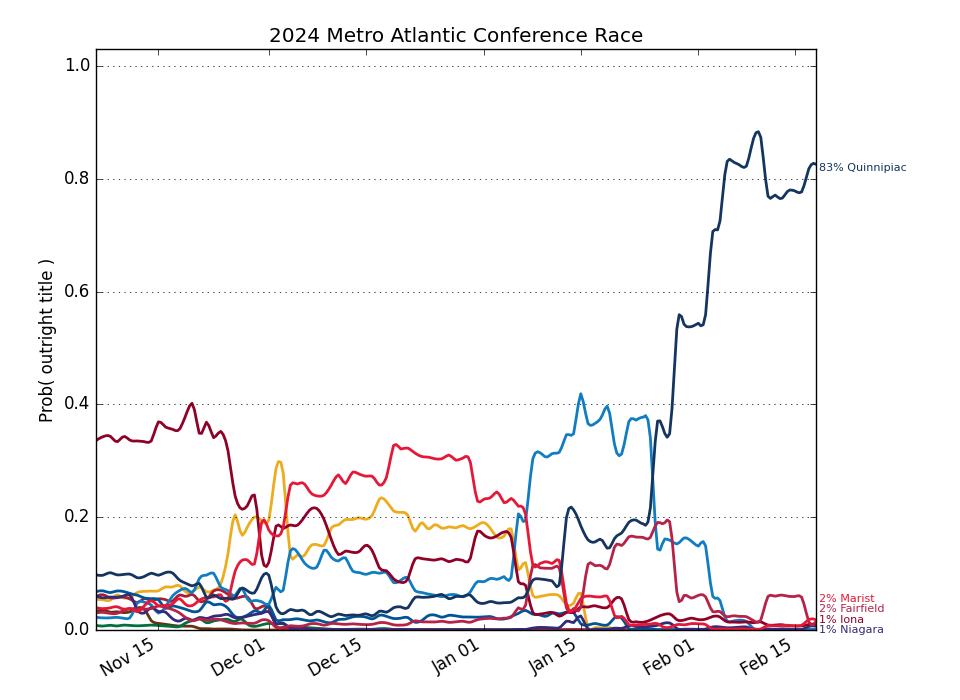 2024 Metro Atlantic Conference Race
1.0
0.8
0.6
0.4
0.2
0.0
Prob( outright title )
83% Quinnipiac
2% Marist
2% Fairfield
1% Iona
1% Niagara
Nov 15
Dec 01
Dec 15
Jan 01
Jan 15
Feb 01
Feb 15